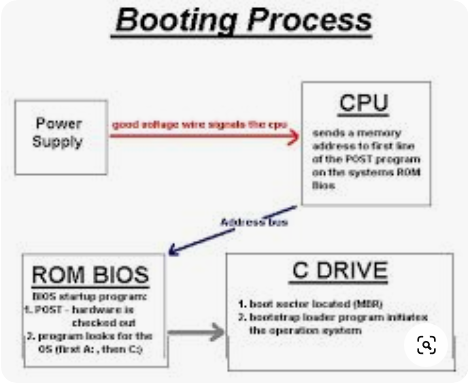 Booting Process
Power
Supply
good voltage wire signals the cpu
CPU
sends a memory
address to first line
of the POST program
on the systems ROM
Bios
Address bus
ROM BIOS
BIOS startup program:
1. POST - hardware is
checked out
2. program looks for the
OS (first A: , then C:)
C DRIVE
1. boot sector located (MBR)
2. bootstrap loader program initiates
the operation system